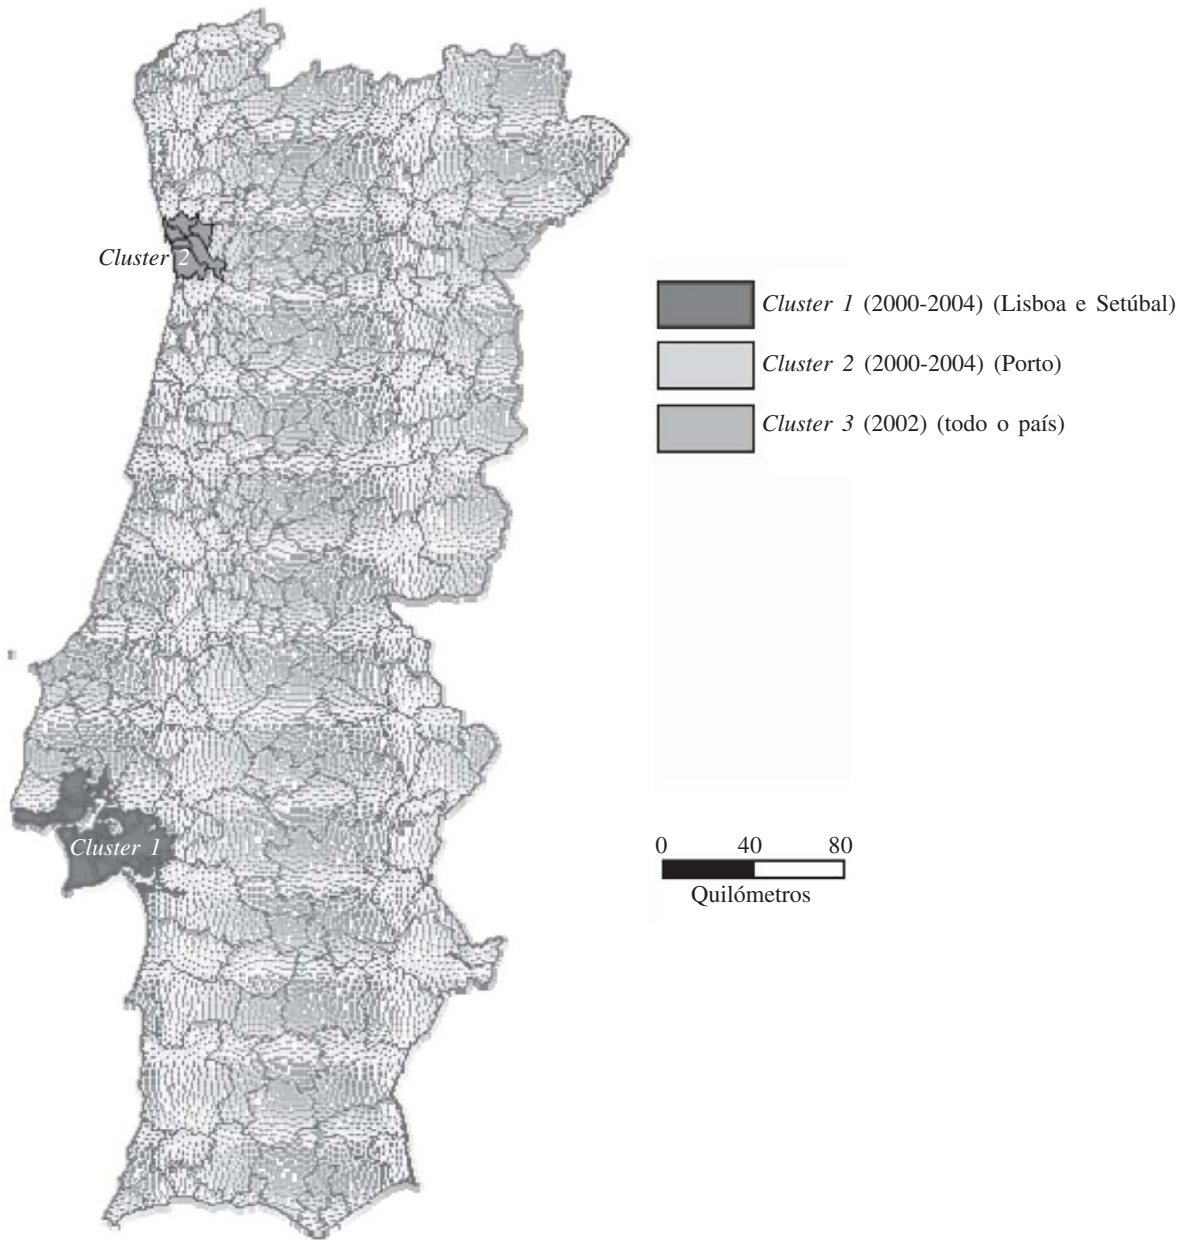 Cluster 2
Cluster 1 (2000-2004) (Lisboa e Setúbal)
Cluster 2 (2000-2004) (Porto)
Cluster 3 (2002) (todo o país)
Cluster 1
0 40 80
Quilómetros